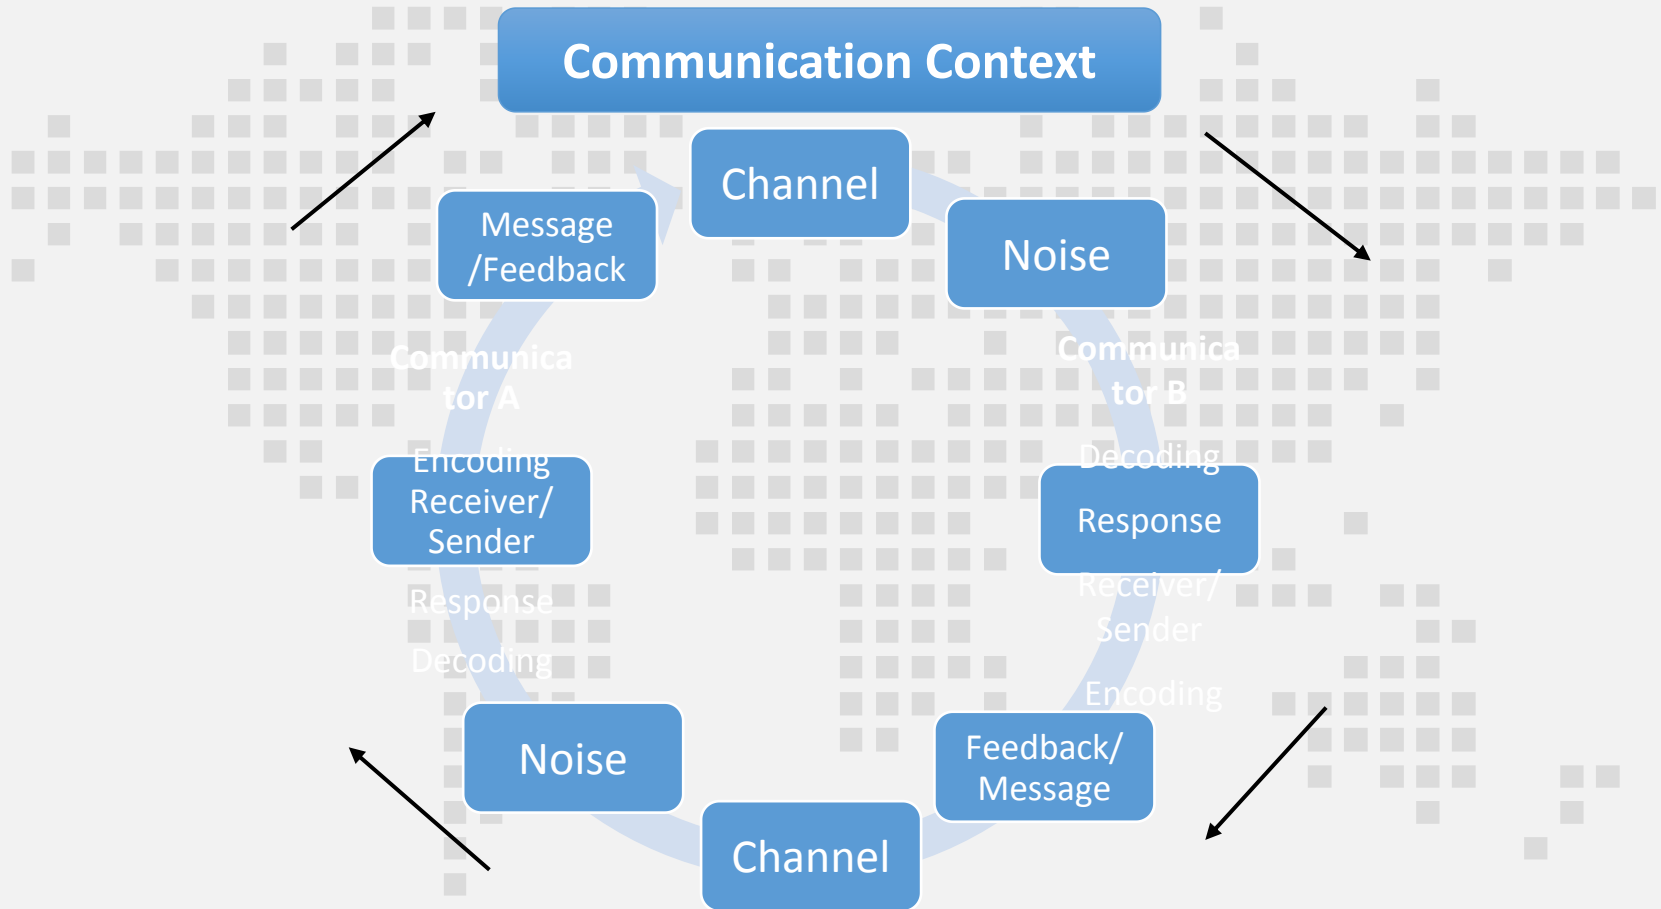 Communication Context
Channel
Message
/Feedback
Noise
Communica
tor A
Encoding
Receiver/
Sender
Response
Decoding
Communica
tor B
Decoding
Response
Receiver/
Sender
Encoding
Noise
Feedback/
Message
Channel